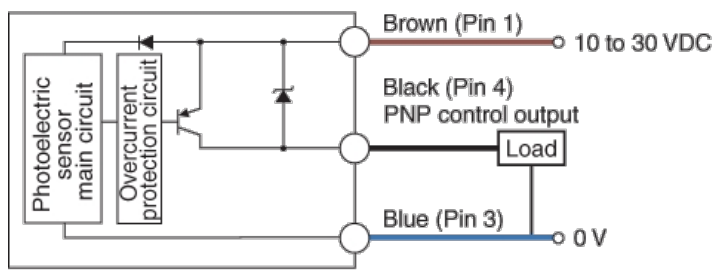 Brown (Pin 1)
10 to 30 VDC
Photoelectric
sensor
main circuit
Overcurrent
protection circuit
Black (Pin 4)
PNP control output
Load
Blue (Pin 3)
0 V